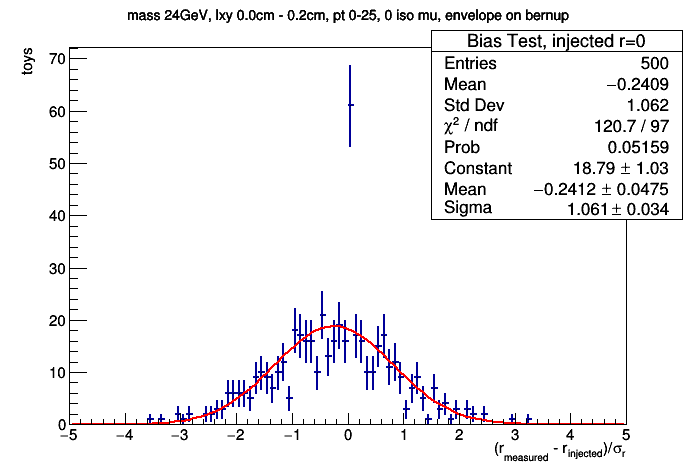 mass 24GeV, lxy 0.0cm - 0.2cm, pt 0-25, 0 iso mu, envelope on bernup
Bias Test, injected r=0
Entries 500
Mean −0.2409
Std Dev 1.062
χ² / ndf 120.7 / 97
Prob 0.05159
Constant 18.79 ± 1.03
Mean −0.2412 ± 0.0475
Sigma 1.061 ± 0.034
toys
70
60
50
40
30
20
10
0
−5 −4 −3 −2 −1 0 1 2 3 4 5
(r_measured - r_injected)/σ_r